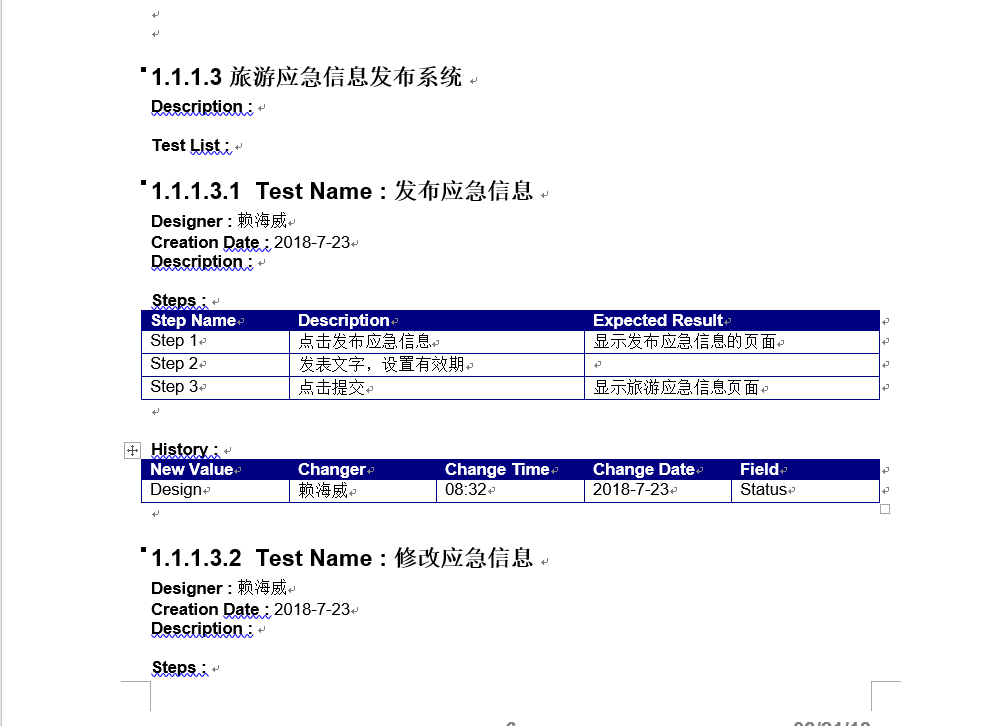 1.1.1.3 旅游应急信息发布系统
Description :
Test List :
1.1.1.3.1 Test Name : 发布应急信息
Designer : 赖海威
Creation Date : 2018-7-23
Description :
Steps :
Step Name Description Expected Result
Step 1 点击发布应急信息 显示发布应急信息的页面
Step 2 发表文字，设置有效期
Step 3 点击提交 显示旅游应急信息页面
History :
New Value Changer Change Time Change Date Field
Design 赖海威 08:32 2018-7-23 Status
1.1.1.3.2 Test Name : 修改应急信息
Designer : 赖海威
Creation Date : 2018-7-23
Description :
Steps :